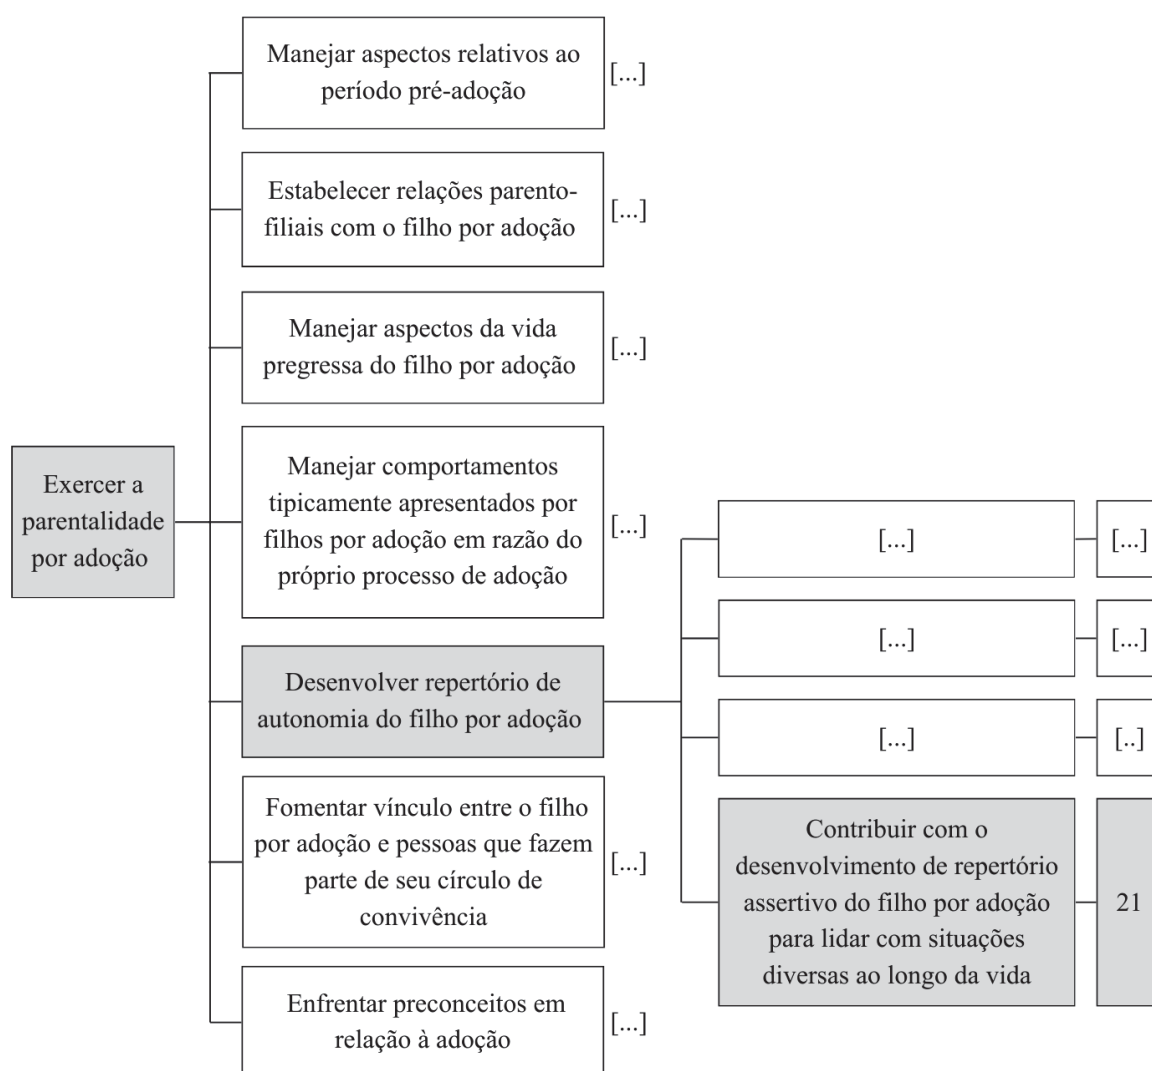 Manejar aspectos relativos ao
período pré-adoção
[...]
Estabelecer relações parento-
filiais com o filho por adoção
[...]
Manejar aspectos da vida
pregressa do filho por adoção
[...]
Exercer a
parentalidade
por adoção
Manejar comportamentos
tipicamente apresentados por
filhos por adoção em razão do
próprio processo de adoção
[...]
Desenvolver repertório de
autonomia do filho por adoção
[...]
[...]
[...]
[...]
[...]
[..]
Contribuir com o
desenvolvimento de repertório
assertivo do filho por adoção
para lidar com situações
diversas ao longo da vida
21
Fomentar vínculo entre o filho
por adoção e pessoas que fazem
parte de seu círculo de
convivência
[...]
Enfrentar preconceitos em
relação à adoção
[...]